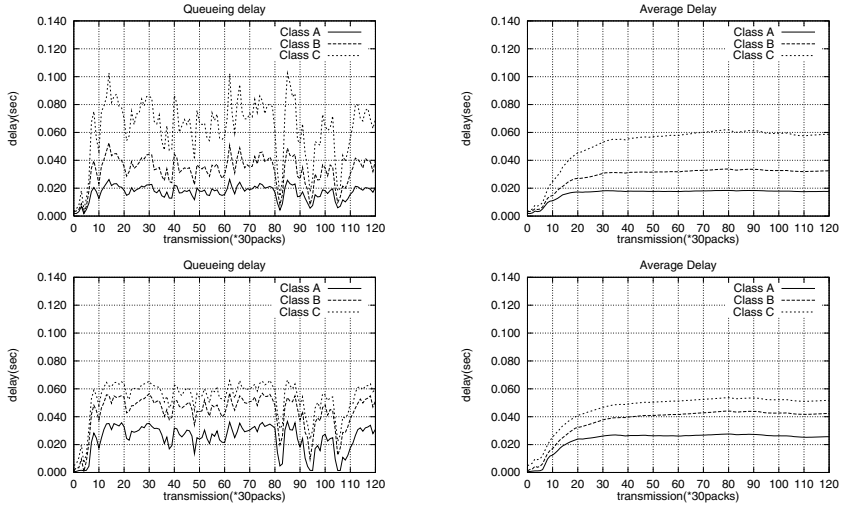 Queueing delay
0.140
0.120
0.100
0.080
0.060
0.040
0.020
0.000
delay(sec)
Class A
Class B
Class C
0 10 20 30 40 50 60 70 80 90 100 110 120
transmission(*30packs)
Average Delay
0.140
0.120
0.100
0.080
0.060
0.040
0.020
0.000
delay(sec)
Class A
Class B
Class C
0 10 20 30 40 50 60 70 80 90 100 110 120
transmission(*30packs)
Queueing delay
0.140
0.120
0.100
0.080
0.060
0.040
0.020
0.000
delay(sec)
Class A
Class B
Class C
0 10 20 30 40 50 60 70 80 90 100 110 120
transmission(*30packs)
Average Delay
0.140
0.120
0.100
0.080
0.060
0.040
0.020
0.000
delay(sec)
Class A
Class B
Class C
0 10 20 30 40 50 60 70 80 90 100 110 120
transmission(*30packs)